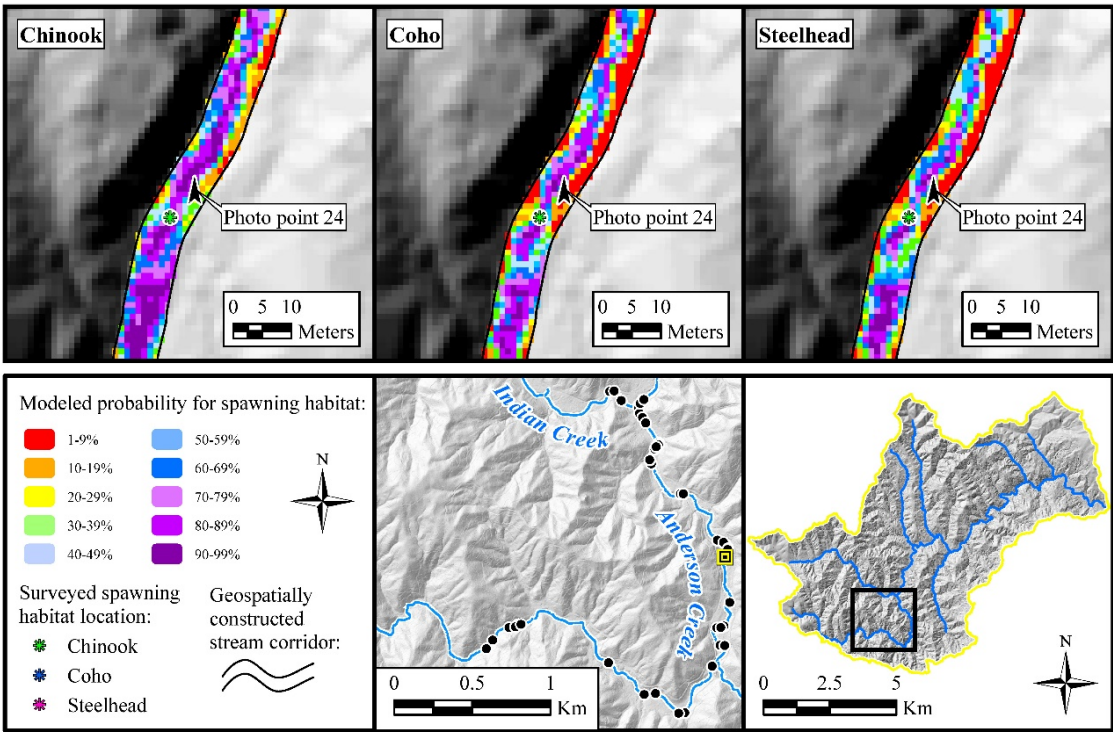 Chinook
Photo point 24
0 5 10
Meters
Coho
Photo point 24
0 5 10
Meters
Steelhead
Photo point 24
0 5 10
Meters
Modeled probability for spawning habitat:
1-9%
10-19%
20-29%
30-39%
40-49%
50-59%
60-69%
70-79%
80-89%
90-99%
N
Surveyed spawning
habitat location:
Chinook
Coho
Steelhead
Geospatially
constructed
stream corridor:
Indian Creek
Anderson Creek
0 0.5 1
Km
0 2.5 5
Km
N